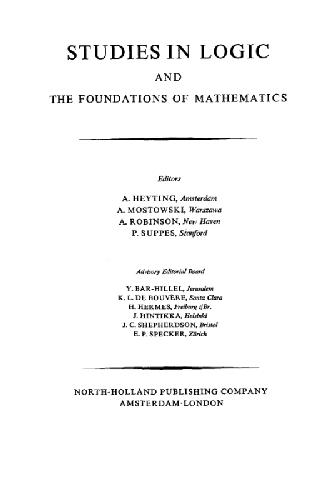 STUDIES IN LOGIC
AND
THE FOUNDATIONS OF MATHEMATICS
Editors
A. HEYTING, Amsterdam
A. MOSTOWSKI, Warszawa
A. ROBINSON, New Haven
P. SUPPES, Stanford
Advisory Editorial Board
Y. BAR-HILLEL, Jerusalem
K. L. DE BOUVERE, Santa Clara
H. HERMES, Freiburg i/Br.
J. HINTIKKA, Helsinki
J. C. SHEPHERDSON, Bristol
E. P. SPECKER, Zürich
NORTH-HOLLAND PUBLISHING COMPANY
AMSTERDAM-LONDON